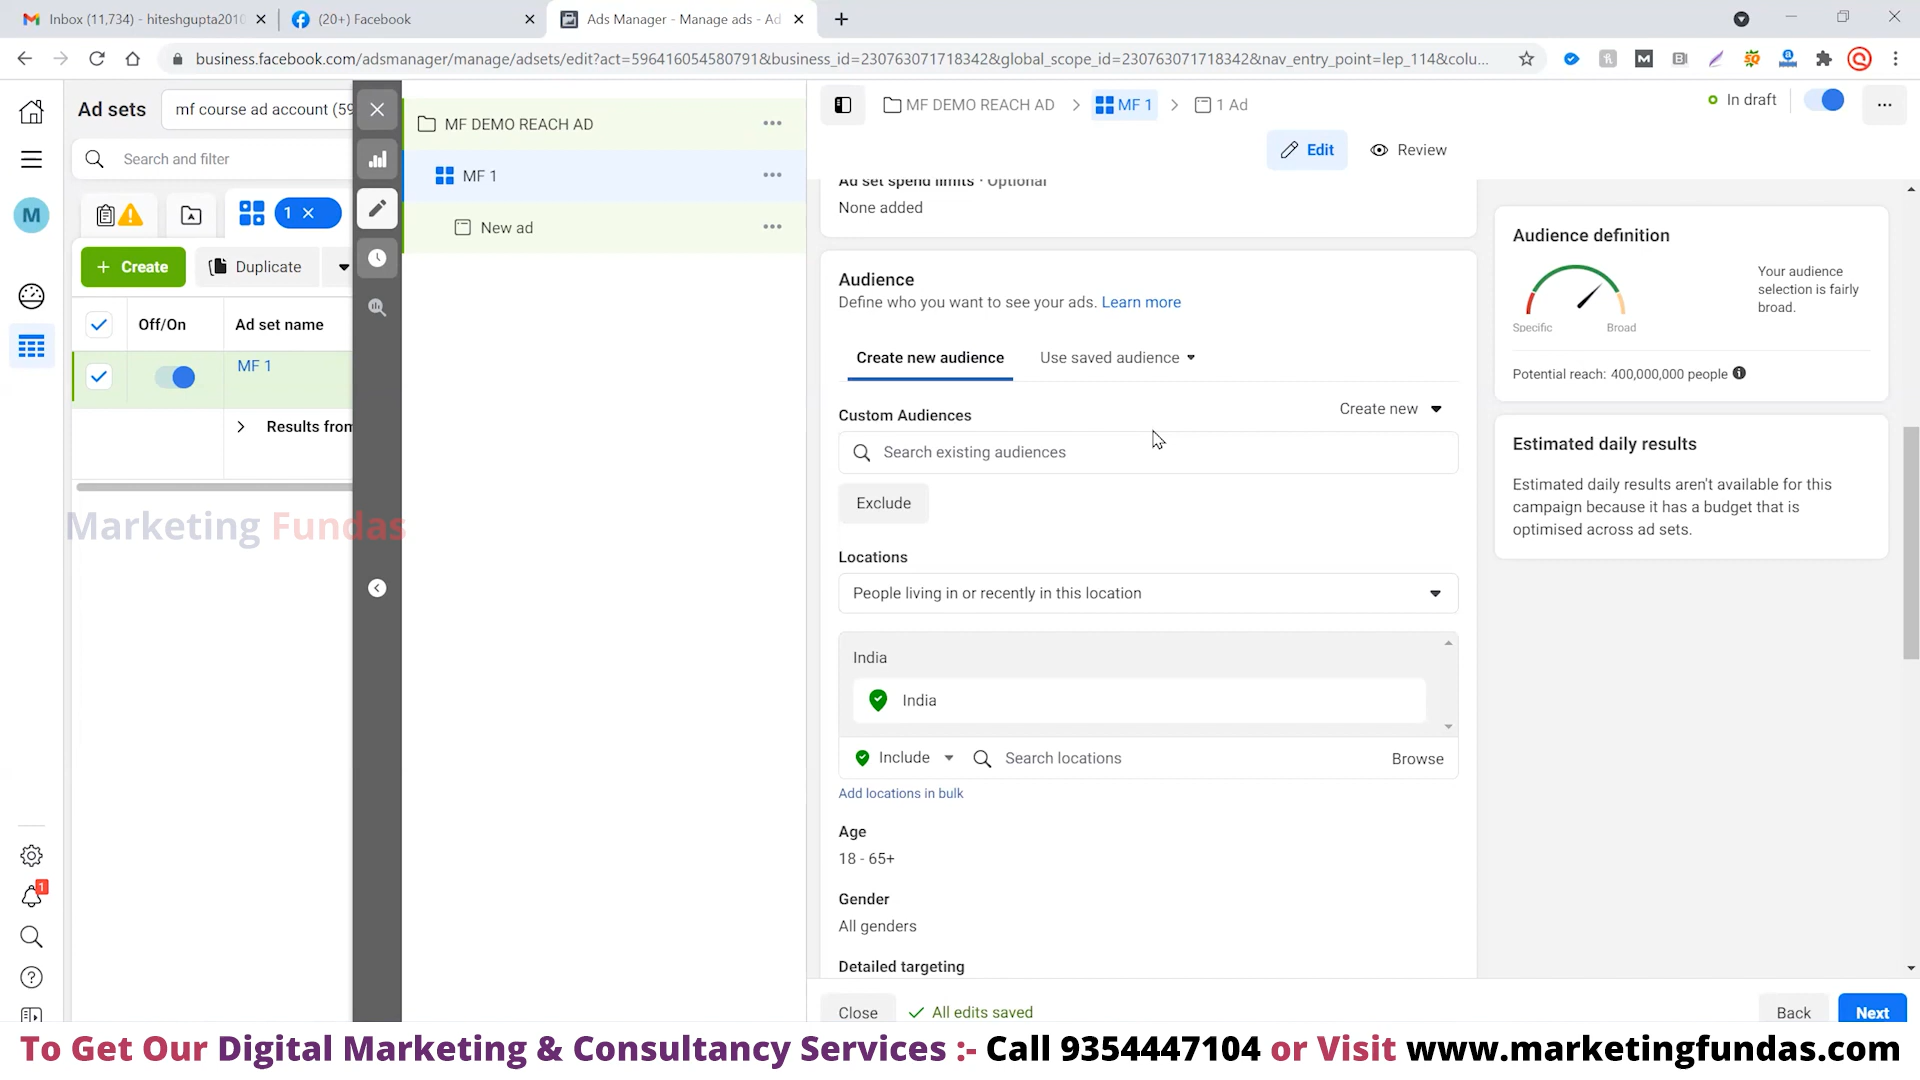 Inbox (11,734) - hiteshgupta2010
(20+) Facebook
Ads Manager - Manage ads - Ad
business.facebook.com/adsmanager/manage/adsets/edit?act=596416054580791&business_id=230763071718342&global_scope_id=230763071718342&nav_entry_point=lep_114&colu...
Ad sets
mf course ad account (59
Search and filter
M
1
Create
Duplicate
Off/On
Ad set name
MF 1
Results from
Marketing Fundas
MF DEMO REACH AD
MF 1
New ad
MF DEMO REACH AD > MF 1 > 1 Ad
In draft
Edit
Review
Ad set spend limits · Optional
None added
Audience
Define who you want to see your ads. Learn more
Create new audience
Use saved audience
Custom Audiences
Create new
Search existing audiences
Exclude
Locations
People living in or recently in this location
India
India
Include
Search locations
Browse
Add locations in bulk
Age
18 - 65+
Gender
All genders
Detailed targeting
Close
All edits saved
Back
Next
Audience definition
Specific
Broad
Your audience
selection is fairly
broad.
Potential reach: 400,000,000 people
Estimated daily results
Estimated daily results aren't available for this
campaign because it has a budget that is
optimised across ad sets.
1
To Get Our Digital Marketing & Consultancy Services :- Call 9354447104 or Visit www.marketingfundas.com